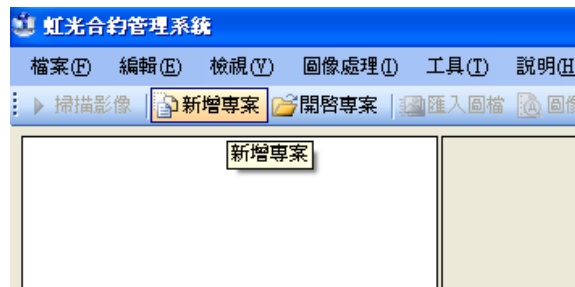 虹光合約管理系統
檔案(F) 編輯(E) 檢視(V) 圖像處理(I) 工具(T) 說明(H
掃描影像 新增專案 開啓專案 匯入圖檔 圖像
新增專案